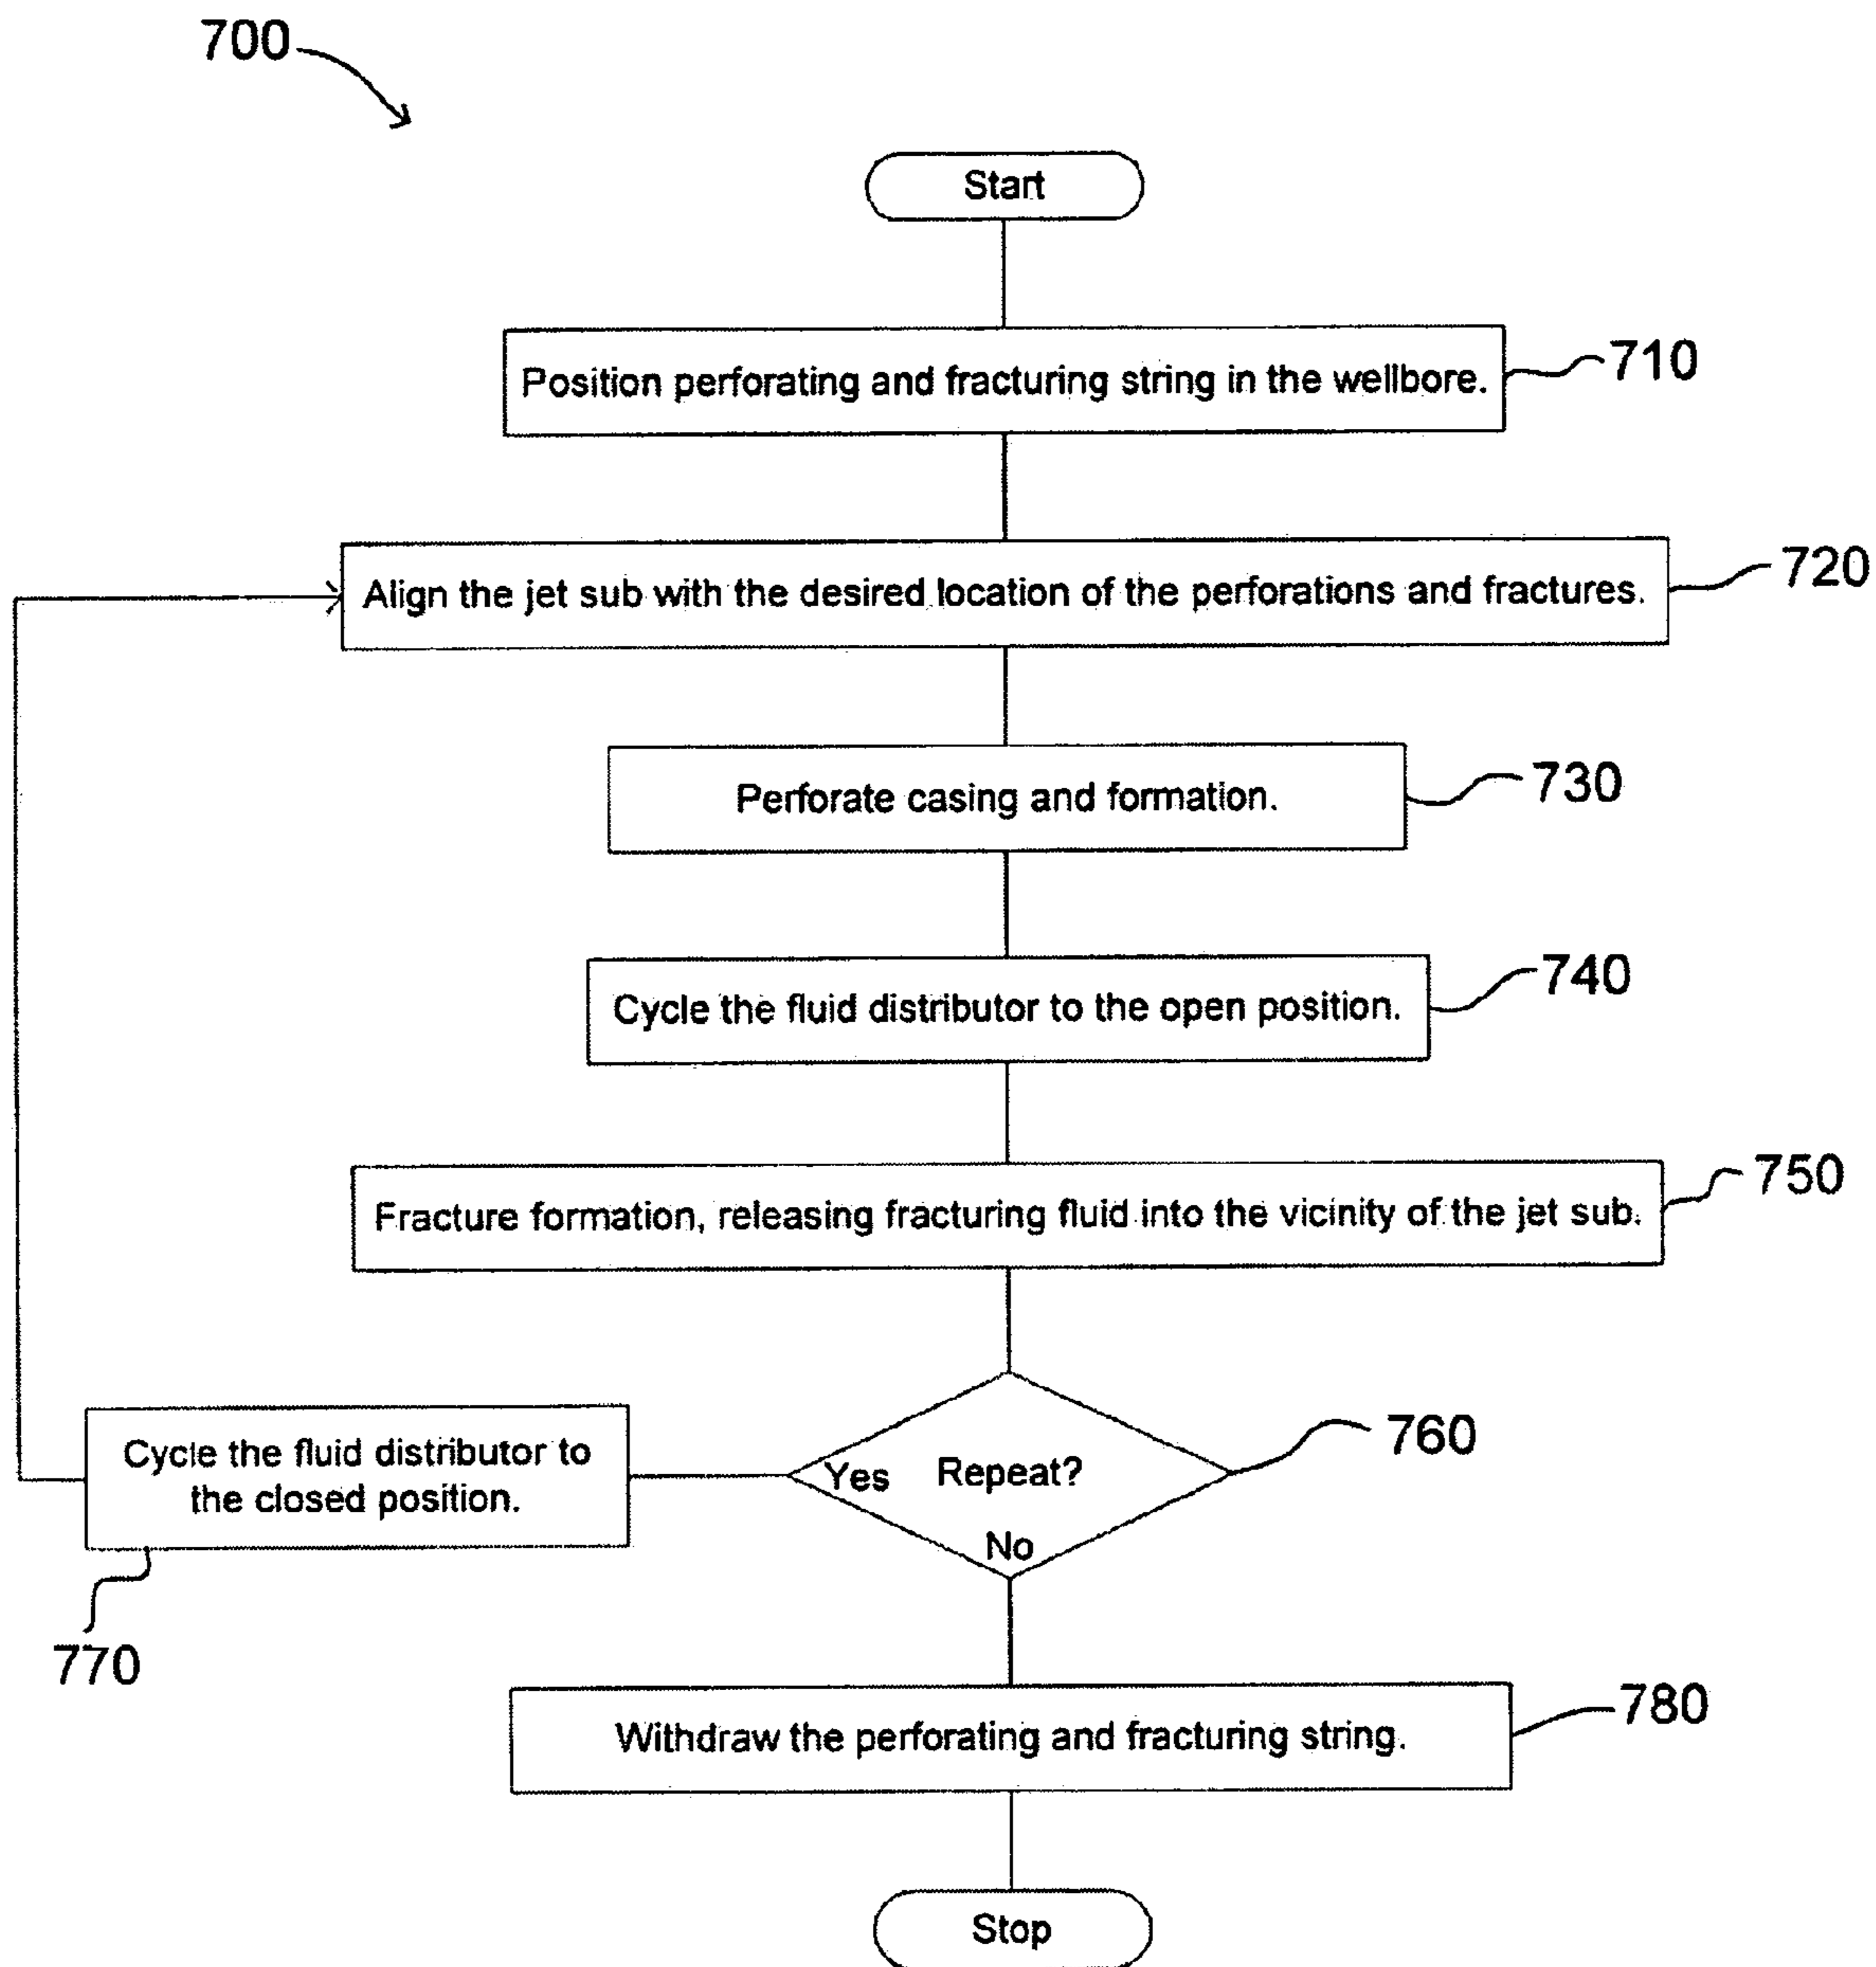 700
Start
Position perforating and fracturing string in the wellbore.
710
Align the jet sub with the desired location of the perforations and fractures.
720
Perforate casing and formation.
730
Cycle the fluid distributor to the open position.
740
Fracture formation, releasing fracturing fluid into the vicinity of the jet sub.
750
Repeat?
Yes
No
760
Cycle the fluid distributor to
the closed position.
770
Withdraw the perforating and fracturing string.
780
Stop